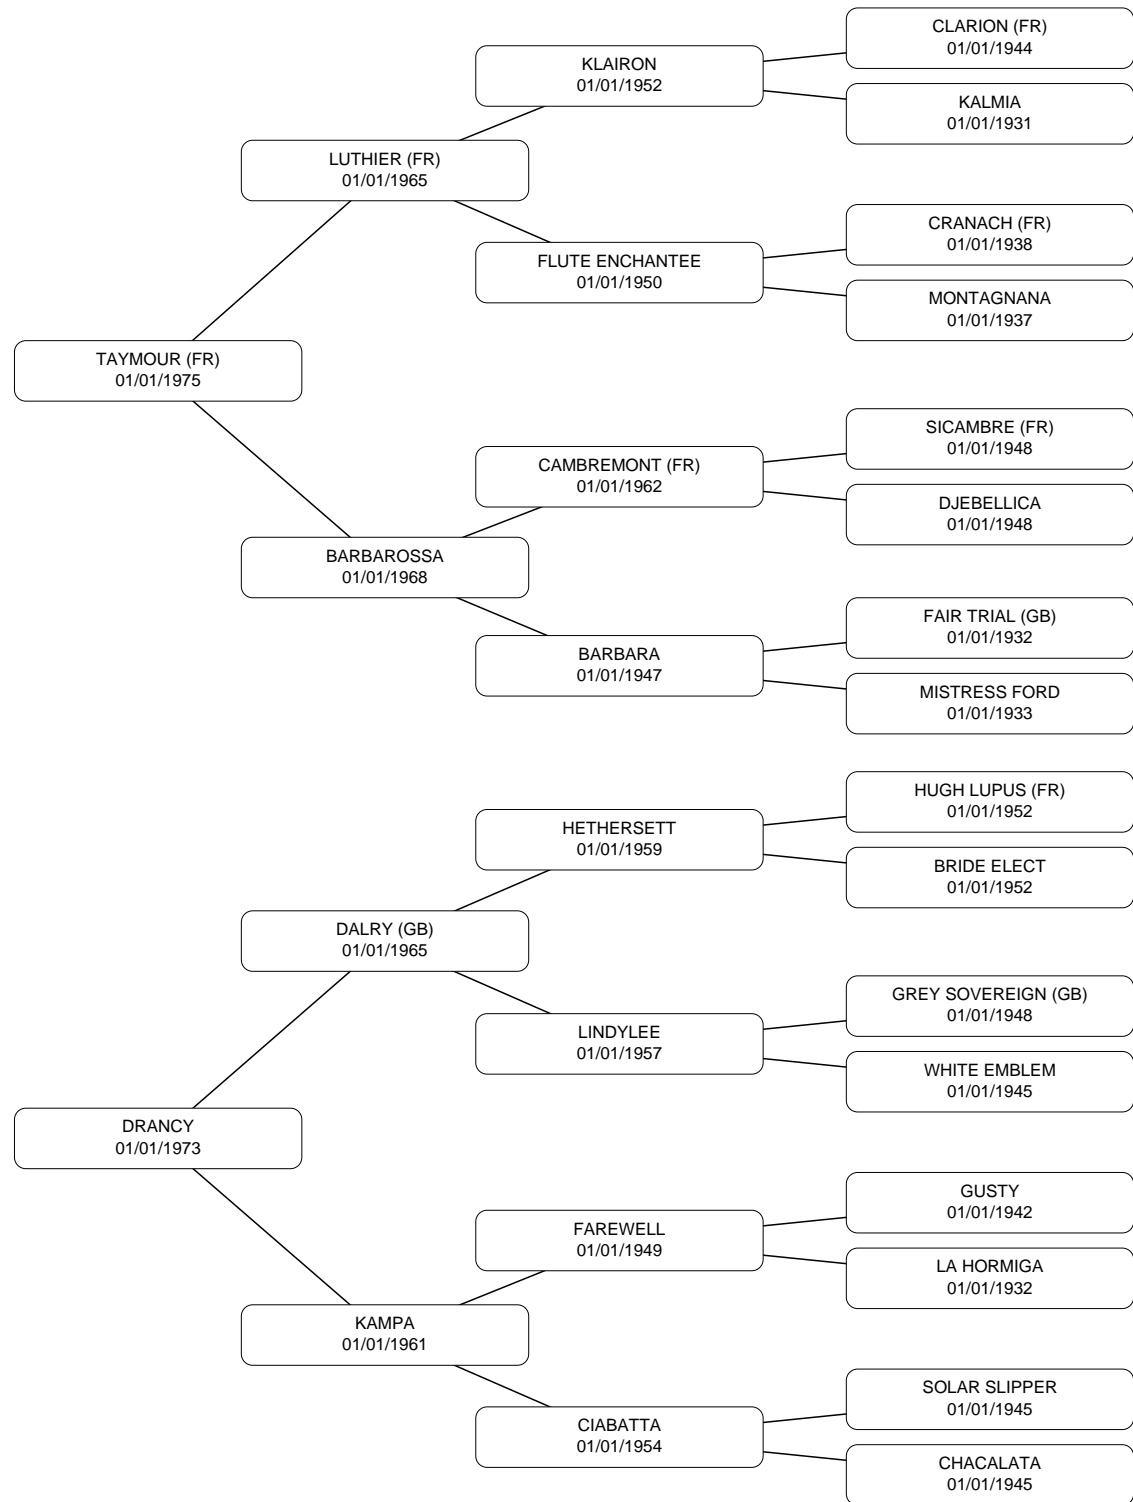 CLARION (FR)
01/01/1944
KLAIRON
01/01/1952
KALMIA
01/01/1931
LUTHIER (FR)
01/01/1965
CRANACH (FR)
01/01/1938
FLUTE ENCHANTEE
01/01/1950
MONTAGNANA
01/01/1937
TAYMOUR (FR)
01/01/1975
SICAMBRE (FR)
01/01/1948
CAMBREMONT (FR)
01/01/1962
DJEBELLICA
01/01/1948
BARBAROSSA
01/01/1968
FAIR TRIAL (GB)
01/01/1932
BARBARA
01/01/1947
MISTRESS FORD
01/01/1933
HUGH LUPUS (FR)
01/01/1952
HETHERSETT
01/01/1959
BRIDE ELECT
01/01/1952
DALRY (GB)
01/01/1965
GREY SOVEREIGN (GB)
01/01/1948
LINDYLEE
01/01/1957
WHITE EMBLEM
01/01/1945
DRANCY
01/01/1973
GUSTY
01/01/1942
FAREWELL
01/01/1949
LA HORMIGA
01/01/1932
KAMPA
01/01/1961
SOLAR SLIPPER
01/01/1945
CIABATTA
01/01/1954
CHACALATA
01/01/1945